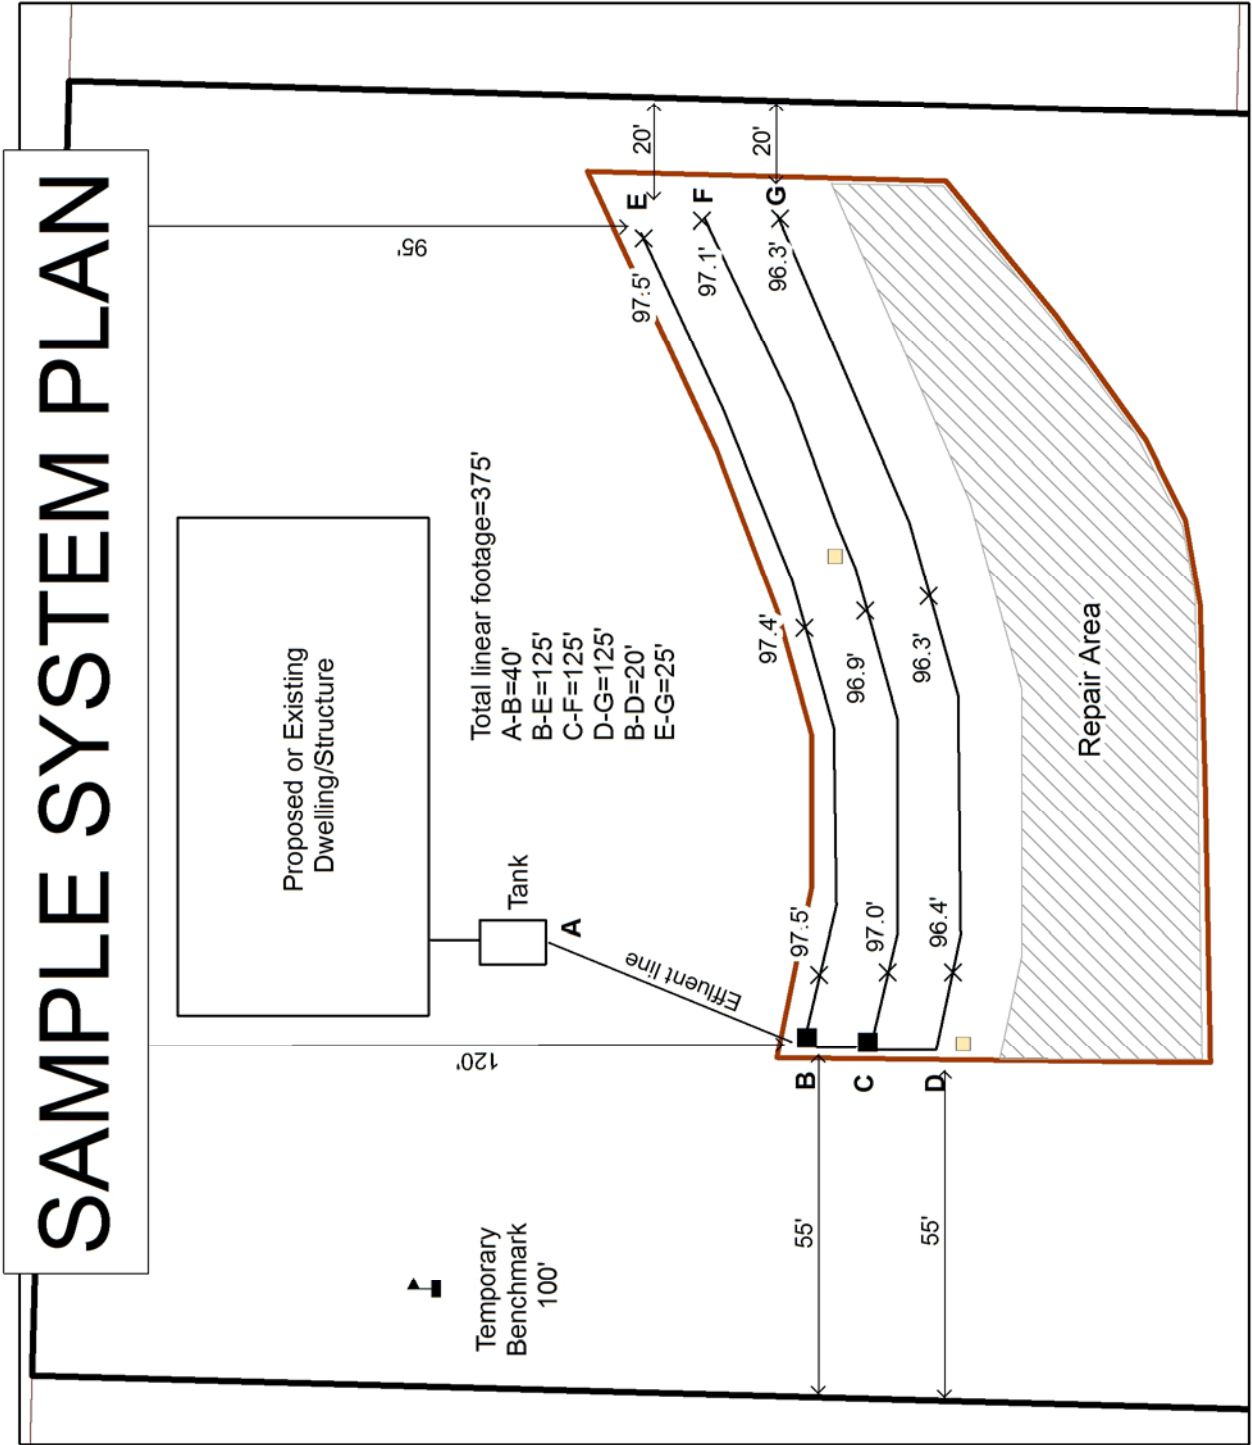 SAMPLE SYSTEM PLAN
95'
120'
Proposed or Existing
Dwelling/Structure
Tank
A
Effluent line
Total linear footage=375'
A-B=40'
B-E=125'
C-F=125'
D-G=125'
B-D=20'
E-G=25'
Temporary
Benchmark
100'
20'
20'
E
F
G
97.5'
97.1'
96.3'
97.4'
96.9'
96.3'
97.5'
97.0'
96.4'
B
C
D
55'
55'
Repair Area